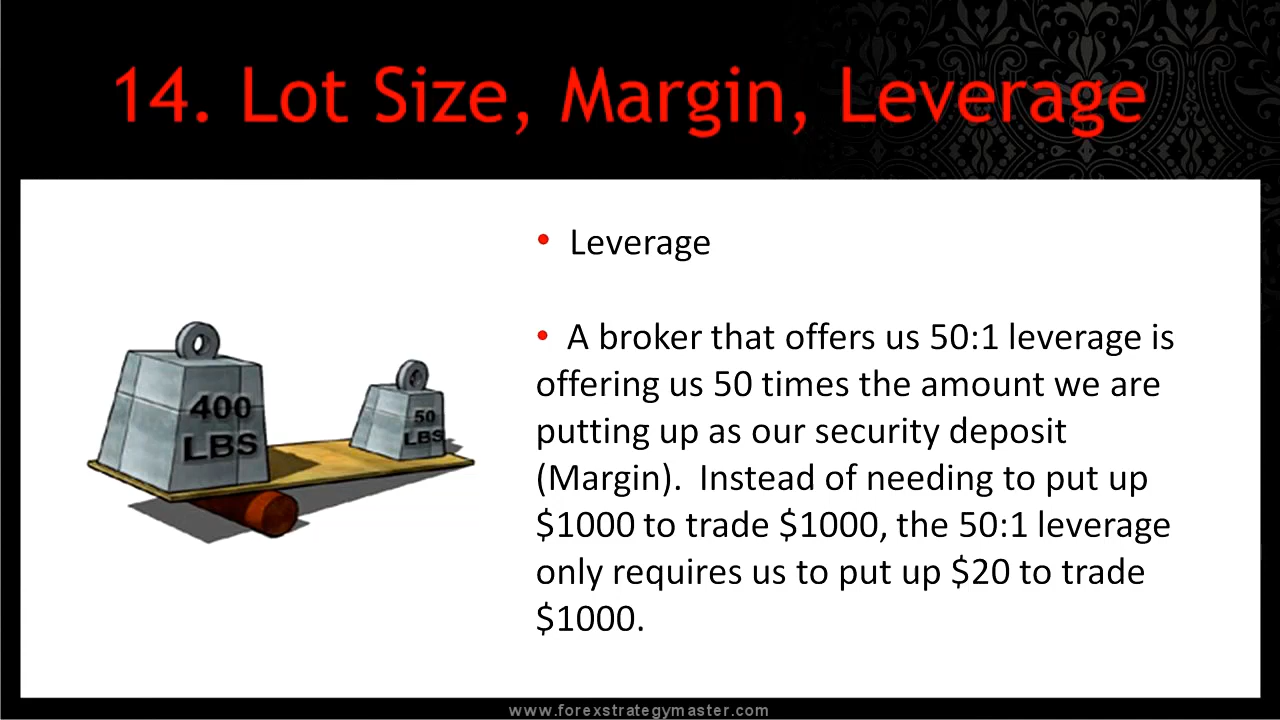 14. Lot Size, Margin, Leverage
• Leverage
• A broker that offers us 50:1 leverage is
offering us 50 times the amount we are
putting up as our security deposit
(Margin).  Instead of needing to put up
$1000 to trade $1000, the 50:1 leverage
only requires us to put up $20 to trade
$1000.
400
LBS
50
LBS
www.forexstrategymaster.com